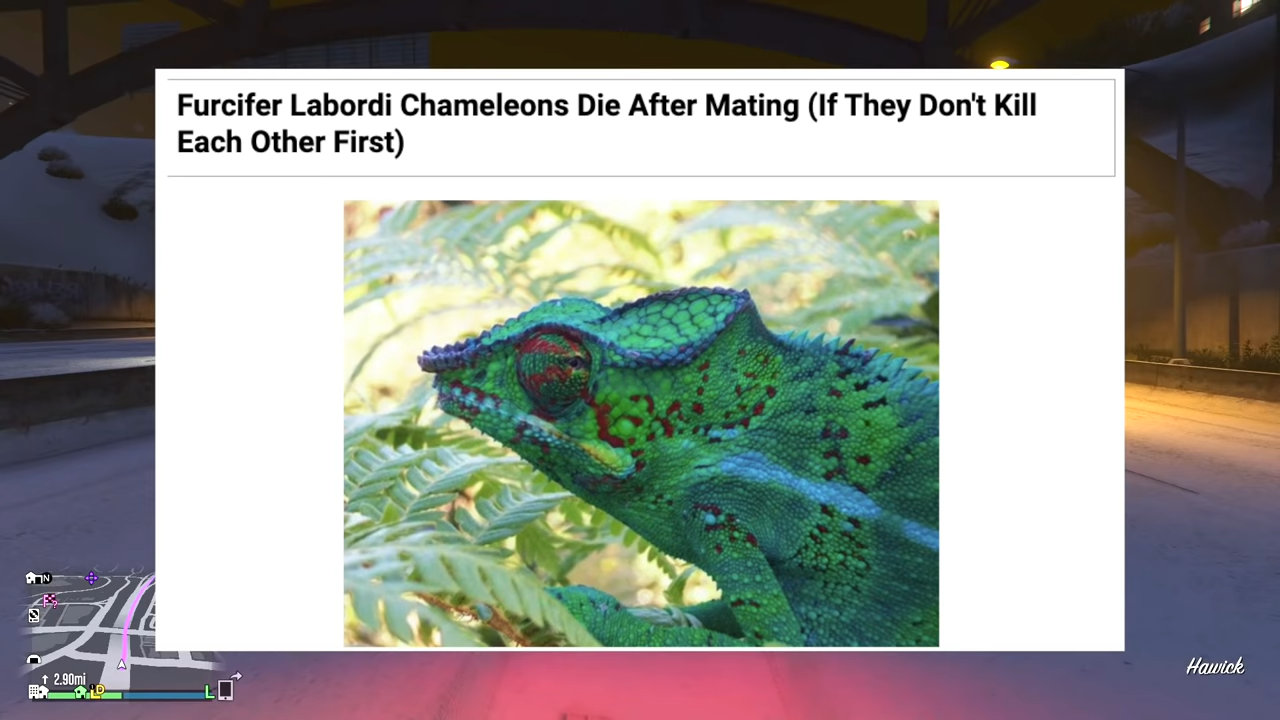 Furcifer Labordi Chameleons Die After Mating (If They Don't Kill
Each Other First)
N
2.90mi
D
L
Hawick